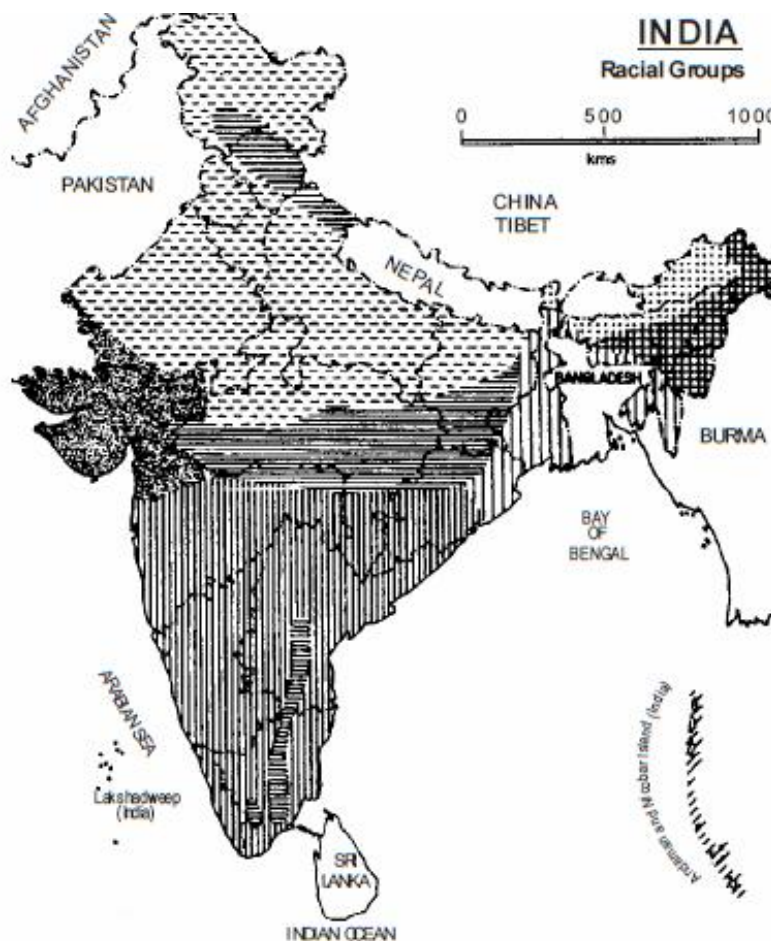 INDIA
Racial Groups
0 500 1000
kms
AFGHANISTAN
PAKISTAN
CHINA
TIBET
NEPAL
BANGLADESH
BURMA
BAY
OF
BENGAL
ARABIAN SEA
Lakshadweep
(India)
Andaman and Nicobar Island (India)
SRI
LANKA
INDIAN OCEAN